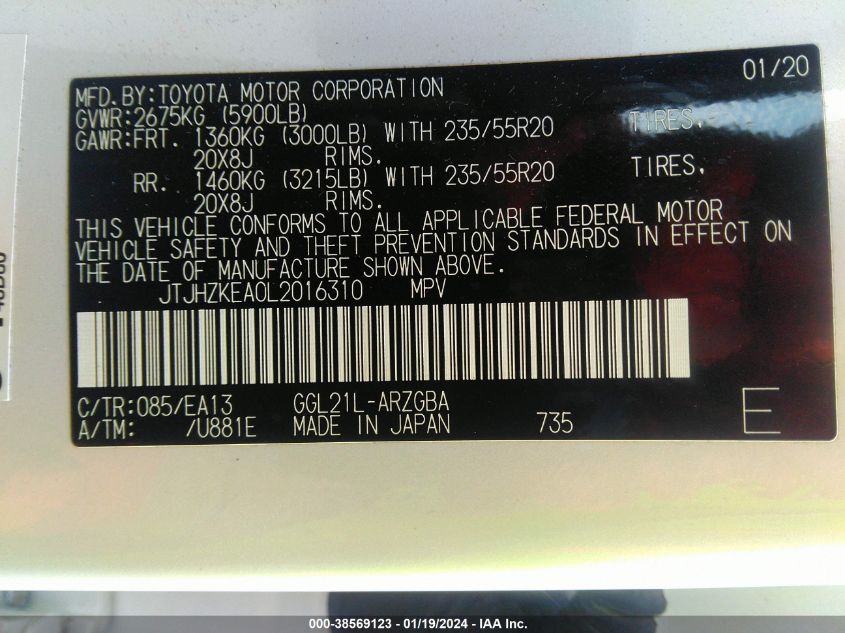 01/20
MFD.BY:TOYOTA MOTOR CORPORATION
GVWR:2675KG (5900LB)
GAWR:FRT. 1360KG (3000LB) WITH 235/55R20 TIRES,
20X8J RIMS.
RR. 1460KG (3215LB) WITH 235/55R20 TIRES,
20X8J RIMS.
THIS VEHICLE CONFORMS TO ALL APPLICABLE FEDERAL MOTOR
VEHICLE SAFETY AND THEFT PREVENTION STANDARDS IN EFFECT ON
THE DATE OF MANUFACTURE SHOWN ABOVE.
JTJHZKEA0L2016310 MPV
C/TR:085/EA13 GGL21L-ARZGBA
A/TM: /U881E MADE IN JAPAN 735 E
000-38569123 - 01/19/2024 - IAA Inc.